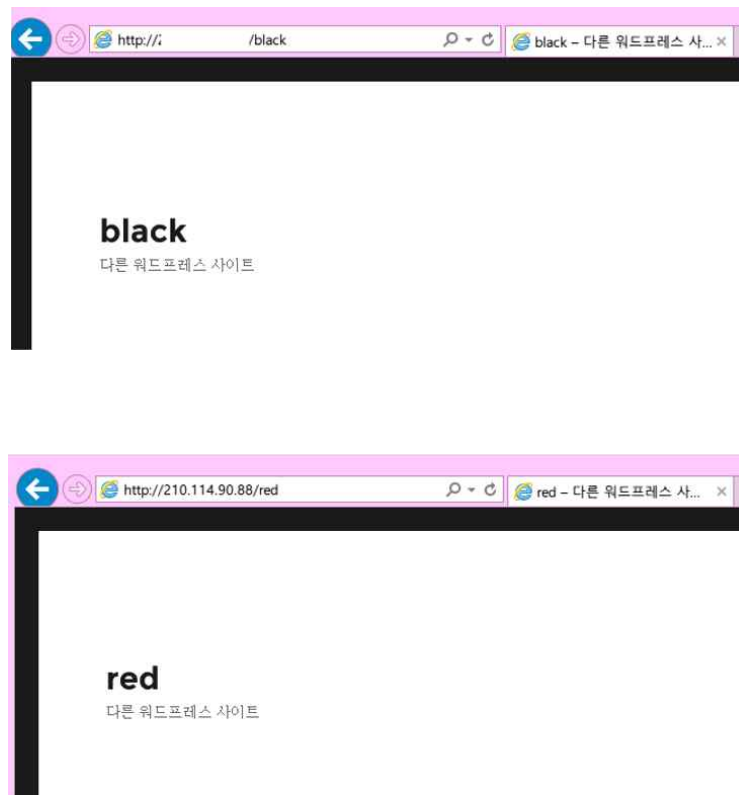 http://            /black
black – 다른 워드프레스 사...
black
다른 워드프레스 사이트
http://210.114.90.88/red
red – 다른 워드프레스 사...
red
다른 워드프레스 사이트